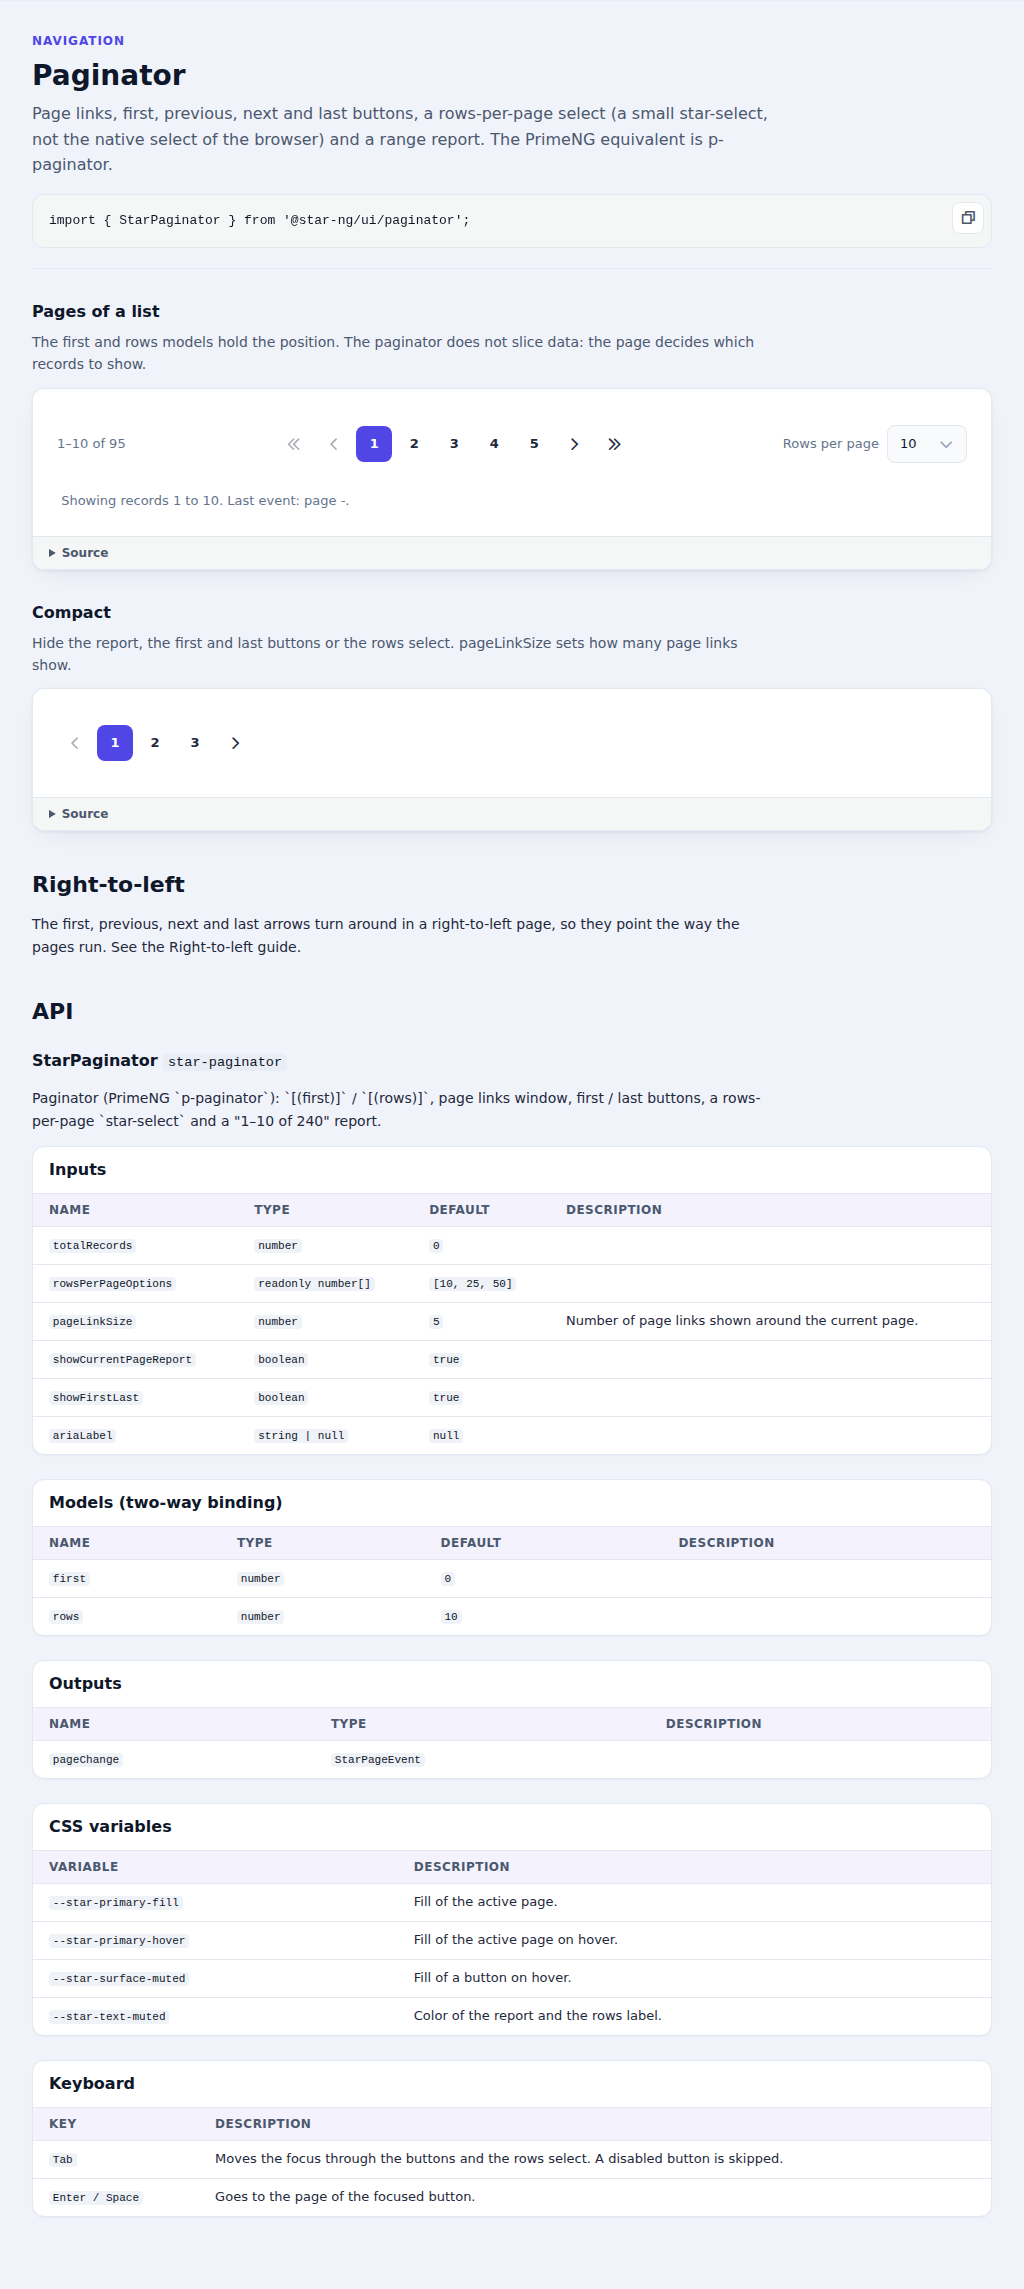 NAVIGATION
Paginator
Page links, first, previous, next and last buttons, a rows-per-page select (a small star-select,
not the native select of the browser) and a range report. The PrimeNG equivalent is p-
paginator.
import { StarPaginator } from '@star-ng/ui/paginator';
Pages of a list
The first and rows models hold the position. The paginator does not slice data: the page decides which
records to show.
1–10 of 95 1 2 3 4 5 Rows per page 10
Showing records 1 to 10. Last event: page -.
Source
Compact
Hide the report, the first and last buttons or the rows select. pageLinkSize sets how many page links
show.
1 2 3
Source
Right-to-left
The first, previous, next and last arrows turn around in a right-to-left page, so they point the way the
pages run. See the Right-to-left guide.
API
StarPaginator star-paginator
Paginator (PrimeNG `p-paginator`): `[(first)]` / `[(rows)]`, page links window, first / last buttons, a rows-
per-page `star-select` and a "1–10 of 240" report.
Inputs
NAME TYPE DEFAULT DESCRIPTION
totalRecords number 0
rowsPerPageOptions readonly number[] [10, 25, 50]
pageLinkSize number 5 Number of page links shown around the current page.
showCurrentPageReport boolean true
showFirstLast boolean true
ariaLabel string | null null
Models (two-way binding)
NAME TYPE DEFAULT DESCRIPTION
first number 0
rows number 10
Outputs
NAME TYPE DESCRIPTION
pageChange StarPageEvent
CSS variables
VARIABLE DESCRIPTION
--star-primary-fill Fill of the active page.
--star-primary-hover Fill of the active page on hover.
--star-surface-muted Fill of a button on hover.
--star-text-muted Color of the report and the rows label.
Keyboard
KEY DESCRIPTION
Tab Moves the focus through the buttons and the rows select. A disabled button is skipped.
Enter / Space Goes to the page of the focused button.